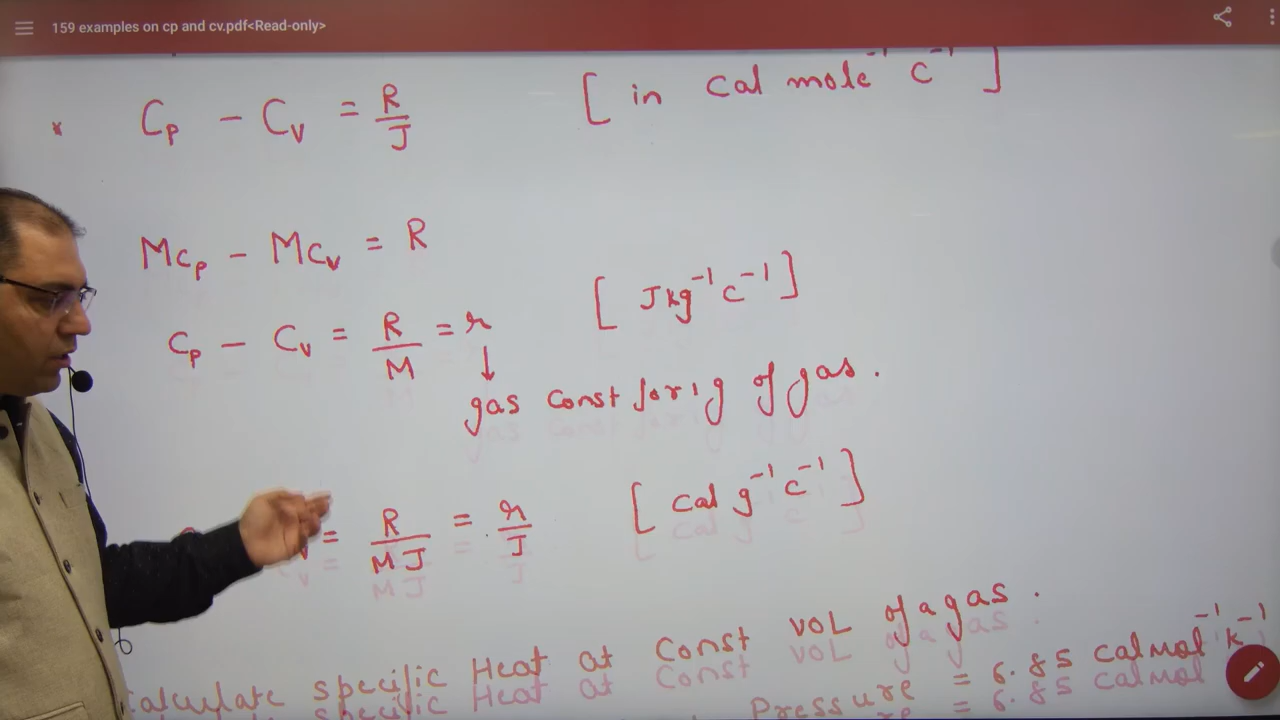 159 examples on cp and cv.pdf<Read-only>
* Cp - Cv = R/J [ in Cal mole⁻¹ c⁻¹ ]
Mcp - Mcv = R
cp - cv = R/M = r [ J kg⁻¹ c⁻¹ ]
↓
gas const for 1 g of gas .
v = R/MJ = r/J [ cal g⁻¹ c⁻¹ ]
calculate specific Heat at Const VOL of a gas .
Pressure = 6.85 cal mol⁻¹ k⁻¹